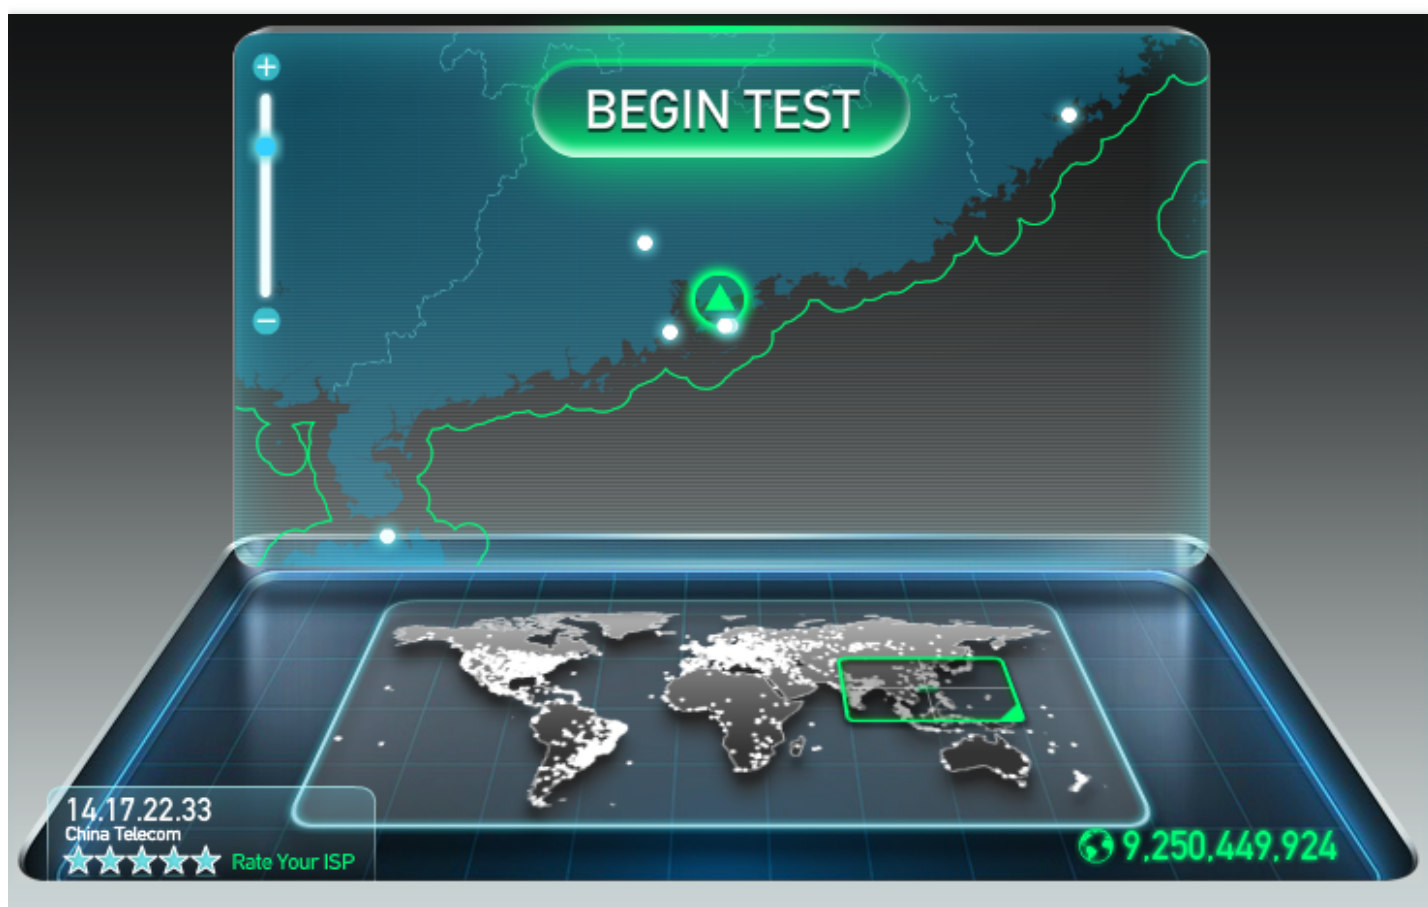 BEGIN TEST
14.17.22.33
China Telecom
Rate Your ISP
9,250,449,924